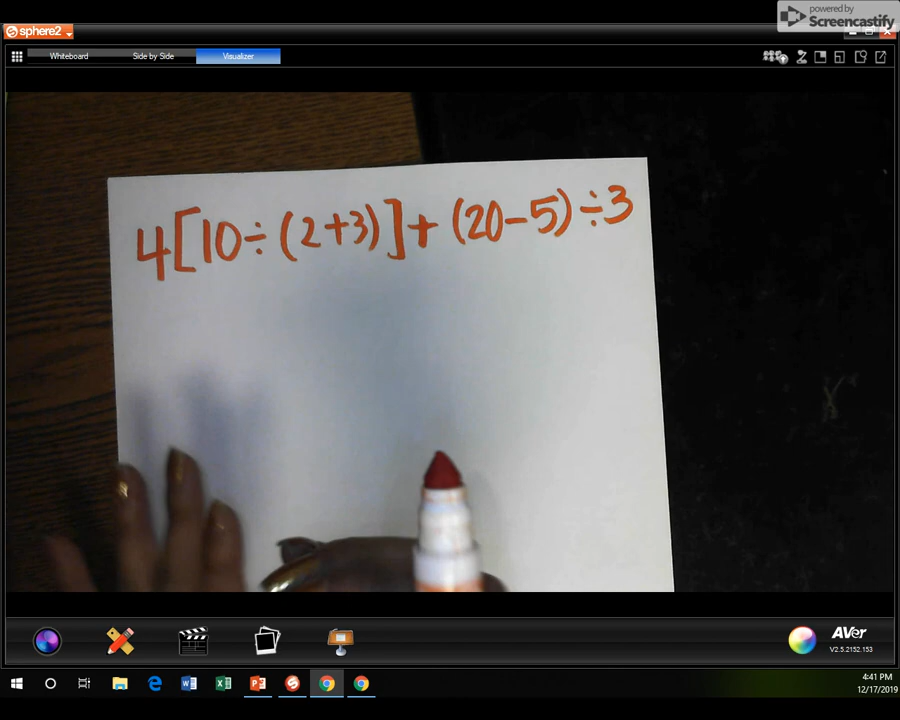 powered by
Screencastify
sphere2
Whiteboard
Side by Side
Visualizer
4[10÷(2+3)]+(20-5)÷3
AVer
V2.5.2152.153
4:41 PM
12/17/2019